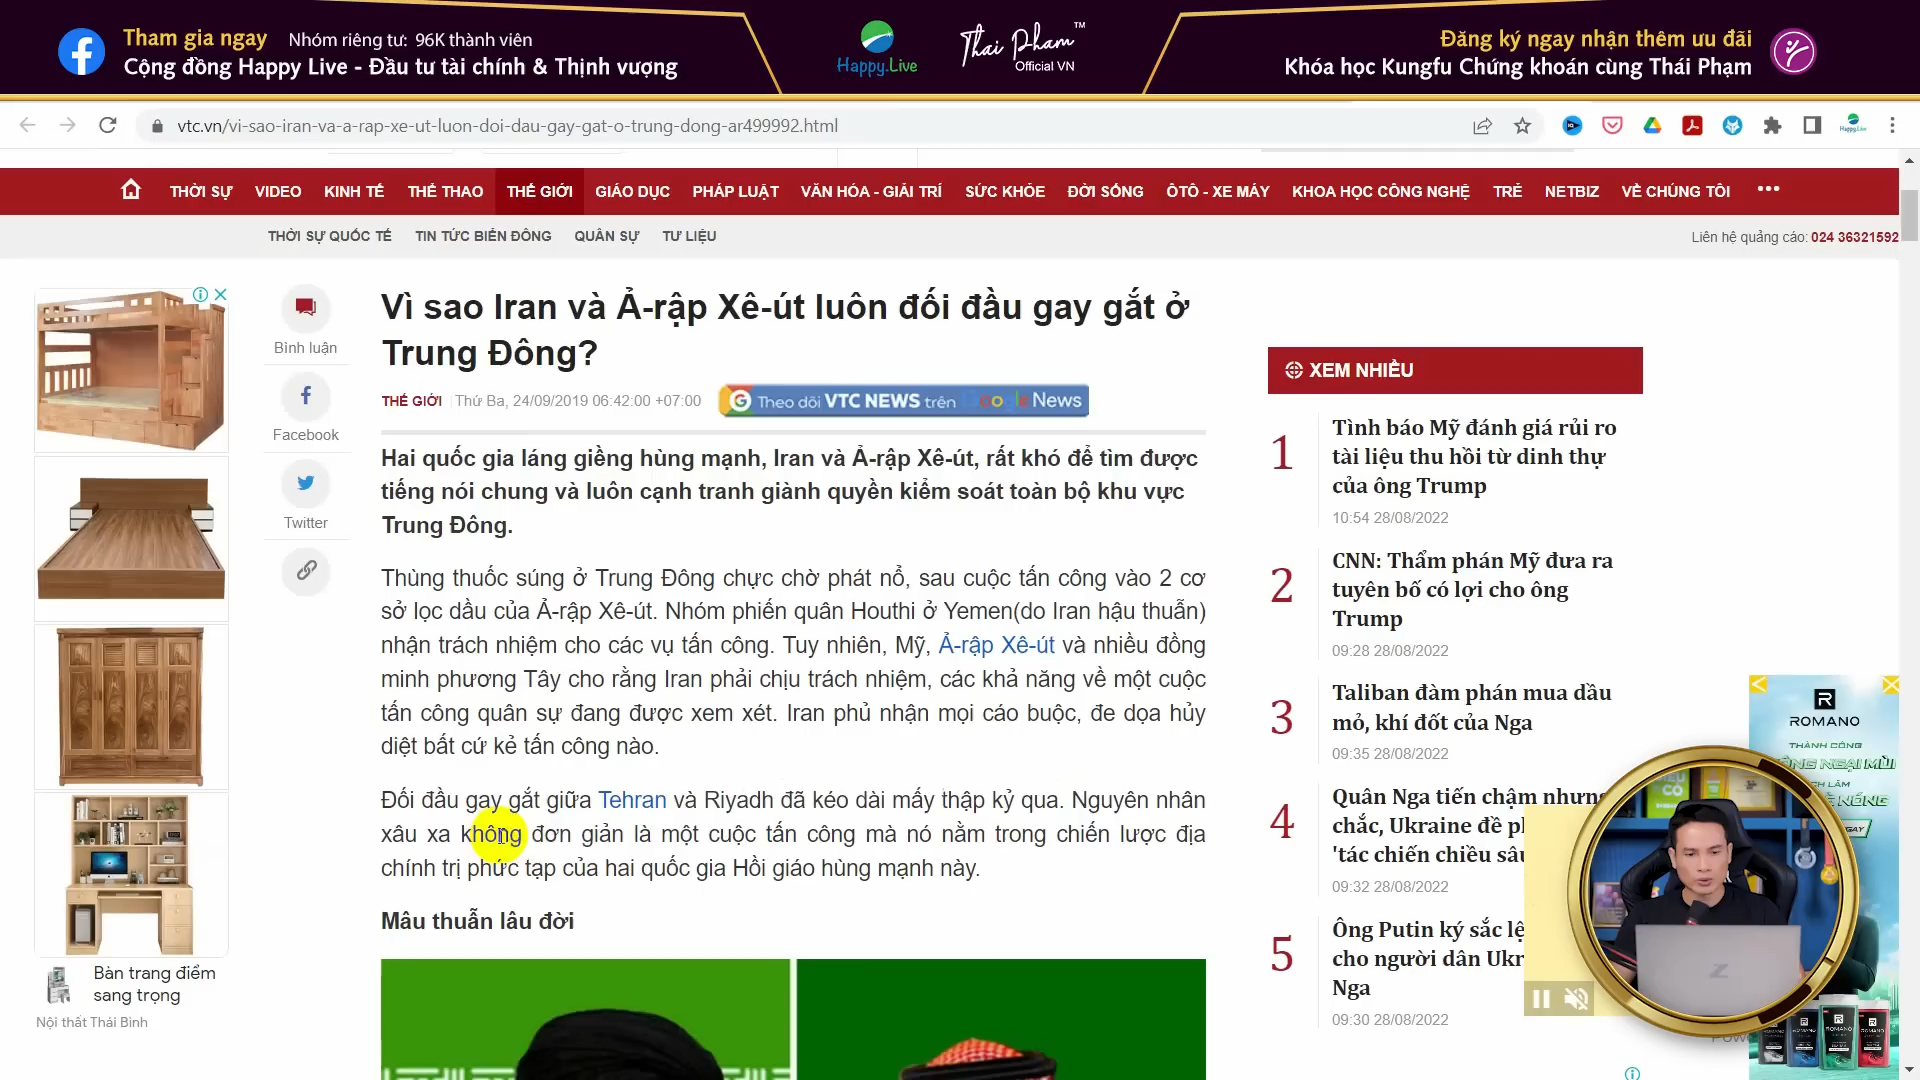 Tham gia ngay Nhóm riêng tư: 96K thành viên
Cộng đồng Happy Live - Đầu tư tài chính & Thịnh vượng
Happy.Live
Thai Pham™
Official VN
Đăng ký ngay nhận thêm ưu đãi
Khóa học Kungfu Chứng khoán cùng Thái Phạm
vtc.vn/vi-sao-iran-va-a-rap-xe-ut-luon-doi-dau-gay-gat-o-trung-dong-ar499992.html
THỜI SỰ VIDEO KINH TẾ THỂ THAO THẾ GIỚI GIÁO DỤC PHÁP LUẬT VĂN HÓA - GIẢI TRÍ SỨC KHỎE ĐỜI SỐNG ÔTÔ - XE MÁY KHOA HỌC CÔNG NGHỆ TRẺ NETBIZ VỀ CHÚNG TÔI •••
THỜI SỰ QUỐC TẾ TIN TỨC BIỂN ĐÔNG QUÂN SỰ TƯ LIỆU
Liên hệ quảng cáo: 024 36321592
Bình luận
Facebook
Twitter
Vì sao Iran và Ả-rập Xê-út luôn đối đầu gay gắt ở
Trung Đông?
THẾ GIỚI Thứ Ba, 24/09/2019 06:42:00 +07:00
Theo dõi VTC NEWS trên Google News
Hai quốc gia láng giềng hùng mạnh, Iran và Ả-rập Xê-út, rất khó để tìm được
tiếng nói chung và luôn cạnh tranh giành quyền kiểm soát toàn bộ khu vực
Trung Đông.
Thùng thuốc súng ở Trung Đông chực chờ phát nổ, sau cuộc tấn công vào 2 cơ
sở lọc dầu của Ả-rập Xê-út. Nhóm phiến quân Houthi ở Yemen(do Iran hậu thuẫn)
nhận trách nhiệm cho các vụ tấn công. Tuy nhiên, Mỹ, Ả-rập Xê-út và nhiều đồng
minh phương Tây cho rằng Iran phải chịu trách nhiệm, các khả năng về một cuộc
tấn công quân sự đang được xem xét. Iran phủ nhận mọi cáo buộc, đe dọa hủy
diệt bất cứ kẻ tấn công nào.
Đối đầu gay gắt giữa Tehran và Riyadh đã kéo dài mấy thập kỷ qua. Nguyên nhân
xâu xa không đơn giản là một cuộc tấn công mà nó nằm trong chiến lược địa
chính trị phức tạp của hai quốc gia Hồi giáo hùng mạnh này.
Mâu thuẫn lâu đời
Bàn trang điểm
sang trọng
Nội thất Thái Bình
XEM NHIỀU
1 Tình báo Mỹ đánh giá rủi ro
tài liệu thu hồi từ dinh thự
của ông Trump
10:54 28/08/2022
2 CNN: Thẩm phán Mỹ đưa ra
tuyên bố có lợi cho ông
Trump
09:28 28/08/2022
3 Taliban đàm phán mua dầu
mỏ, khí đốt của Nga
09:35 28/08/2022
4 Quân Nga tiến chậm nhưng
chắc, Ukraine đề
'tác chiến chiều
09:32 28/08/2022
5 Ông Putin ký sắc
cho người dân
Nga
09:30 28/08/2022
R
ROMANO
THÀNH CÔNG
NGẠI MÙI